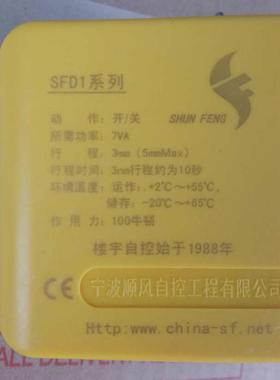 SFD1系列
动 作：开/关 SHUN FENG
所需功率：7VA
行 程：3mm（5mmMax）
行程时间：3mm行程约为10秒
环境温度：运作：+2℃～+55℃，
储存：-20℃～+65℃
作 用 力：100牛顿
楼宇自控始于1988年
CE 宁波顺风自控工程有限公司
Http:www.china-sf.net
ALL DELIVER